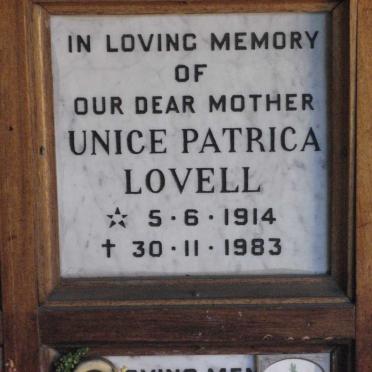 IN LOVING MEMORY
OF
OUR DEAR MOTHER
UNICE PATRICA
LOVELL
☆ 5·6·1914
† 30·11·1983